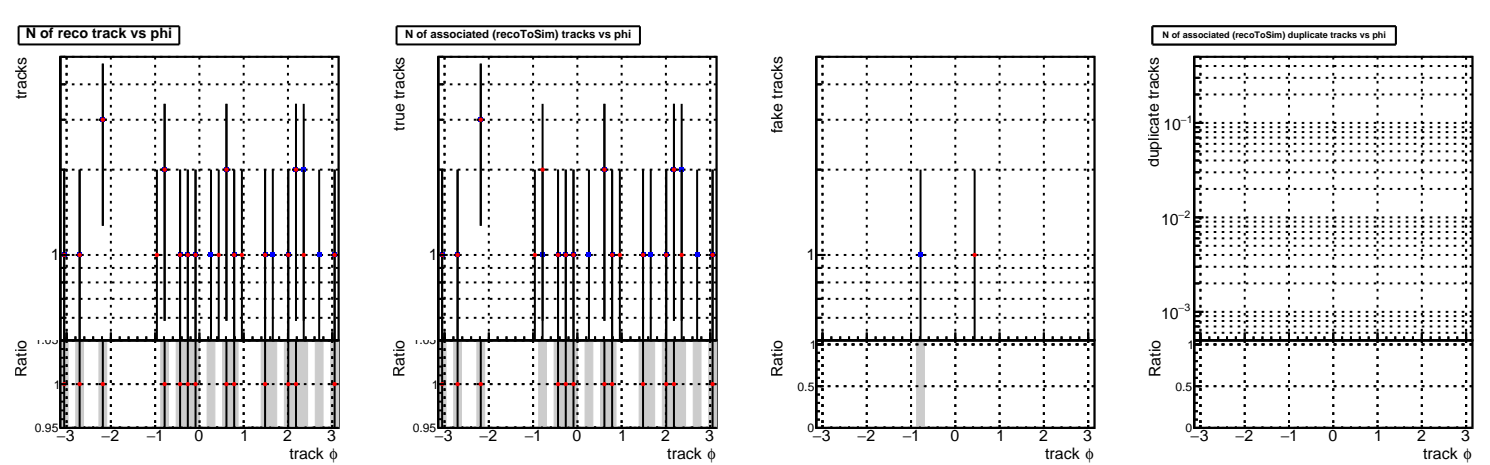 N of reco track vs phi
tracks
1
Ratio
1.05
1
0.95
−3 −2 −1 0 1 2 3
track ϕ
N of associated (recoToSim) tracks vs phi
true tracks
1
Ratio
1.05
1
0.95
−3 −2 −1 0 1 2 3
track ϕ
fake tracks
1
Ratio
1
0.5
0
−3 −2 −1 0 1 2 3
track ϕ
N of associated (recoToSim) duplicate tracks vs phi
duplicate tracks
10−1
10−2
10−3
Ratio
1
0.5
0
−3 −2 −1 0 1 2 3
track ϕ